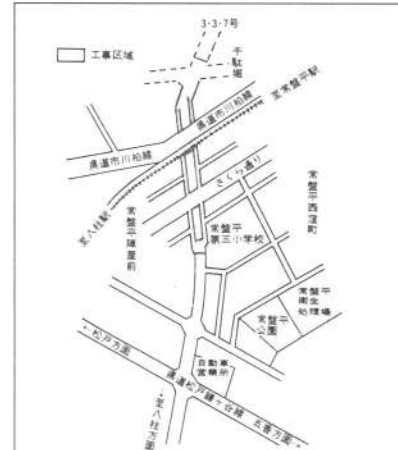 3·3·7号
工事区域
千駄堀
至常盤平駅
県道市川柏線
県道市川柏線
さくら通り
至八柱駅
常盤平陣屋前
常盤平
第三小学校
常盤平西窪町
常盤平
衛生
処理場
常盤平
公園
←松戸方面
自動車
営業所
県道松戸鎌ヶ谷線
五香方面→
←至八柱方面